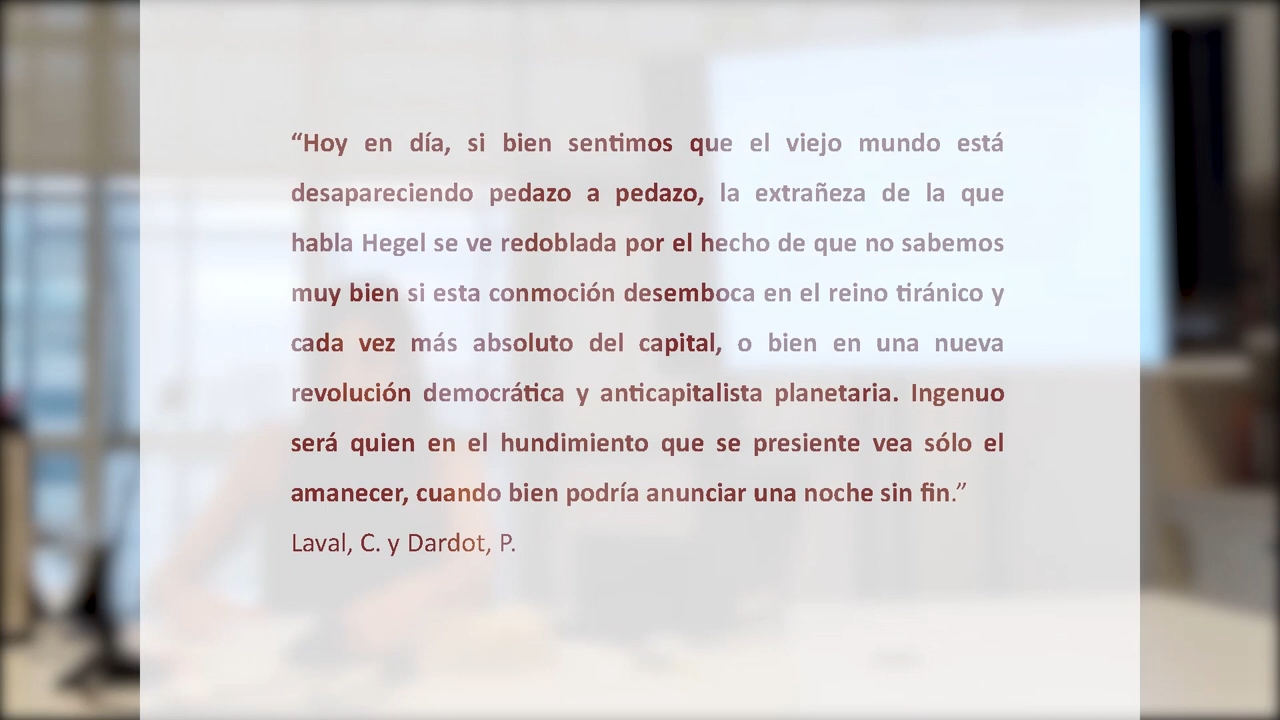 “Hoy en día, si bien sentimos que el viejo mundo está
desapareciendo pedazo a pedazo, la extrañeza de la que
habla Hegel se ve redoblada por el hecho de que no sabemos
muy bien si esta conmoción desemboca en el reino tiránico y
cada vez más absoluto del capital, o bien en una nueva
revolución democrática y anticapitalista planetaria. Ingenuo
será quien en el hundimiento que se presiente vea sólo el
amanecer, cuando bien podría anunciar una noche sin fin.”
Laval, C. y Dardot, P.